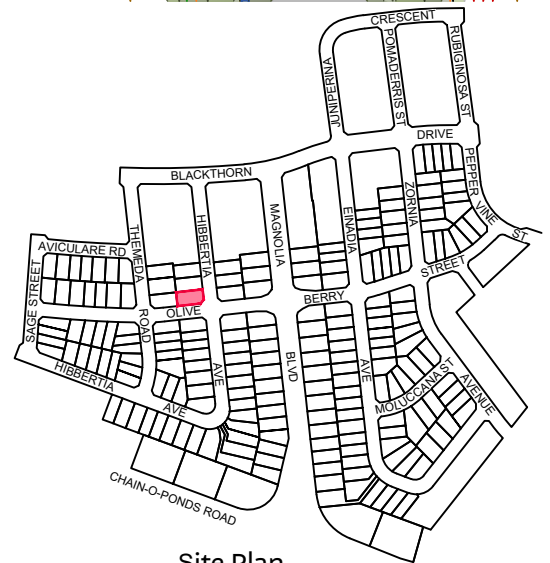 CRESCENT
JUNIPERINA
POMADERRIS ST
RUBIGINOSA ST
DRIVE
BLACKTHORN
PEPPER
VINE
ST
ZORNIA
EINADIA
MAGNOLIA
HIBBERTIA
THEMEDA
AVICULARE RD
STREET
BERRY
OLIVE
SAGE STREET
ROAD
HIBBERTIA
AVE
AVE
BLVD
AVE
MOLUCCANA ST
AVENUE
CHAIN-O-PONDS ROAD
Site Plan